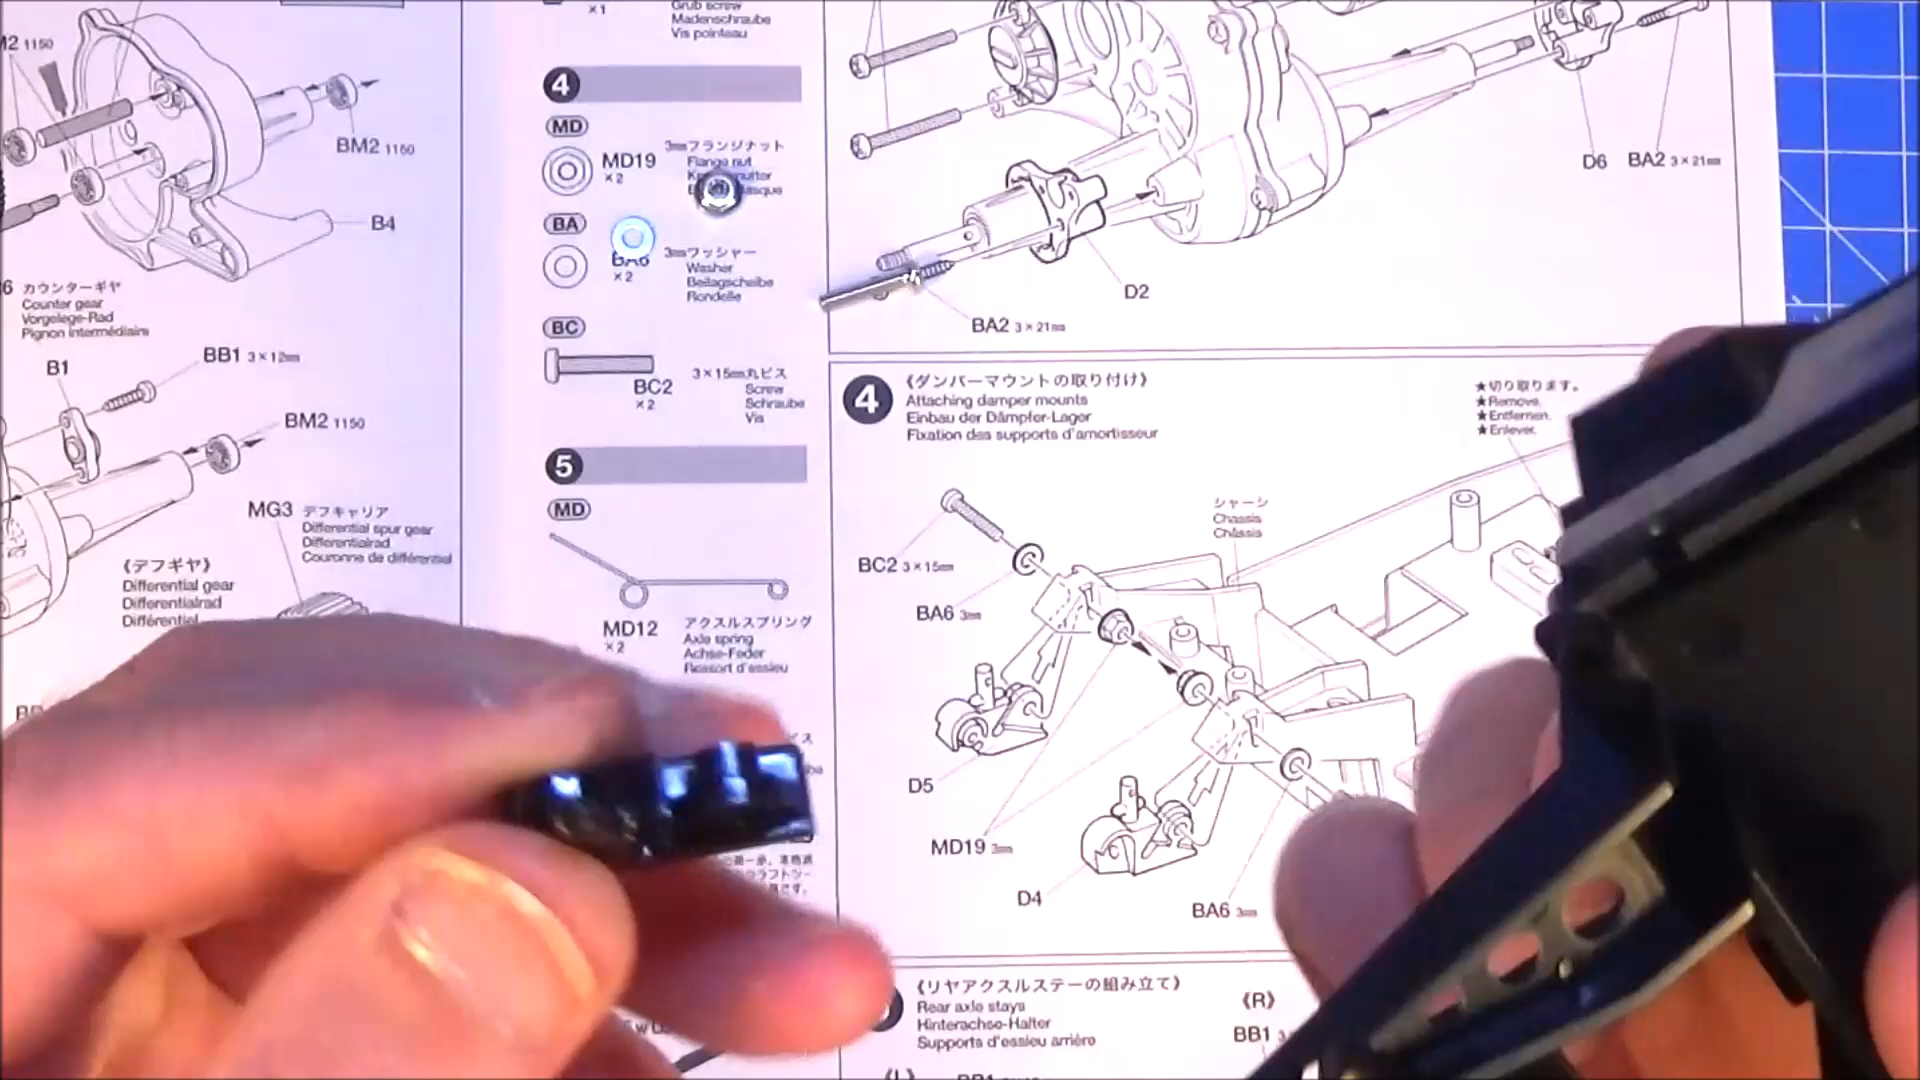 ×1
Grub screw
Madenschraube
Vis pointeau
1150
BM2 1150
B4
カウンターギヤ
Counter gear
Vorgelege-Rad
Pignon intermédiaire
B1
BB1 3×12mm
BM2 1150
MG3 デフキャリア
Differential spur gear
Differentialrad
Couronne de différentiel
《デフギヤ》
Differential gear
Differentialrad
Différentiel
4
MD
MD19
×2
3mmフランジナット
Flange nut
BA
×2
3mmワッシャー
Washer
Beilagscheibe
Rondelle
BC
BC2
×2
3×15mm丸ビス
Screw
Schraube
Vis
5
MD
MD12
×2
アクスルスプリング
Axle spring
Achse-Feder
Ressort d'essieu
D6
BA2 3×21mm
D2
BA2 3×21mm
4
《ダンパーマウントの取り付け》
Attaching damper mounts
Einbau der Dämpfer-Lager
Fixation des supports d'amortisseur
★切り取ります。
★Remove.
★Entfernen.
★Enlever.
シャーシ
Chassis
Châssis
BC2 3×15mm
BA6 3mm
D5
MD19 3mm
D4
BA6 3mm
《リヤアクスルステーの組み立て》
Rear axle stays
Hinterachse-Halter
Supports d'essieu arrière
《R》
BB1
《L》